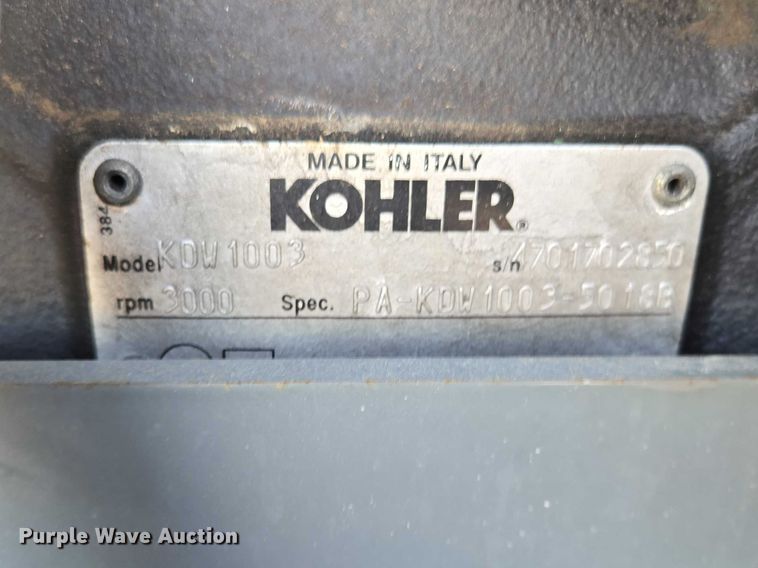 MADE IN ITALY
KOHLER®
384
Model KDW1003 s/n 4701702850
rpm 3000 Spec. PA-KDW1003-5018B
Purple Wave Auction